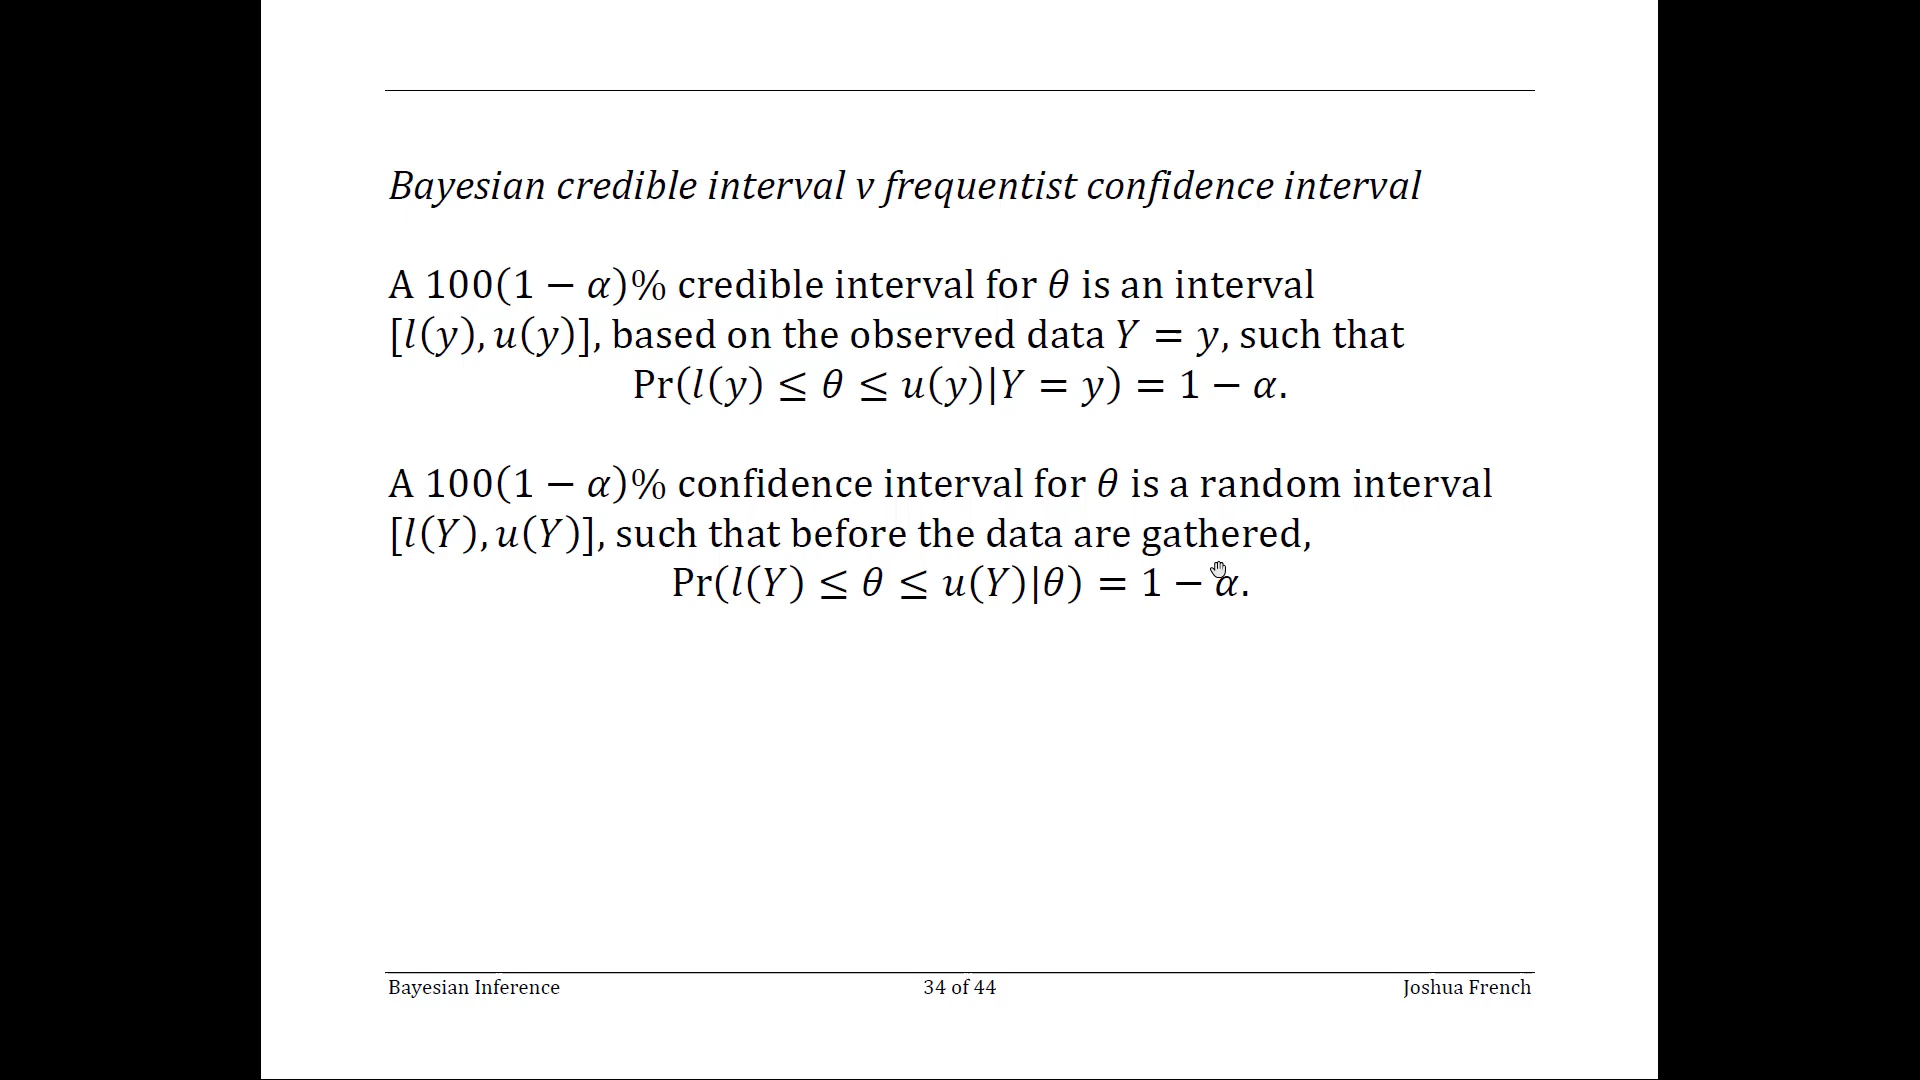 Bayesian credible interval v frequentist confidence interval
A 100(1 − α)% credible interval for θ is an interval
[l(y), u(y)], based on the observed data Y = y, such that
Pr(l(y) ≤ θ ≤ u(y)|Y = y) = 1 − α.
A 100(1 − α)% confidence interval for θ is a random interval
[l(Y), u(Y)], such that before the data are gathered,
Pr(l(Y) ≤ θ ≤ u(Y)|θ) = 1 − α.
Bayesian Inference 34 of 44 Joshua French